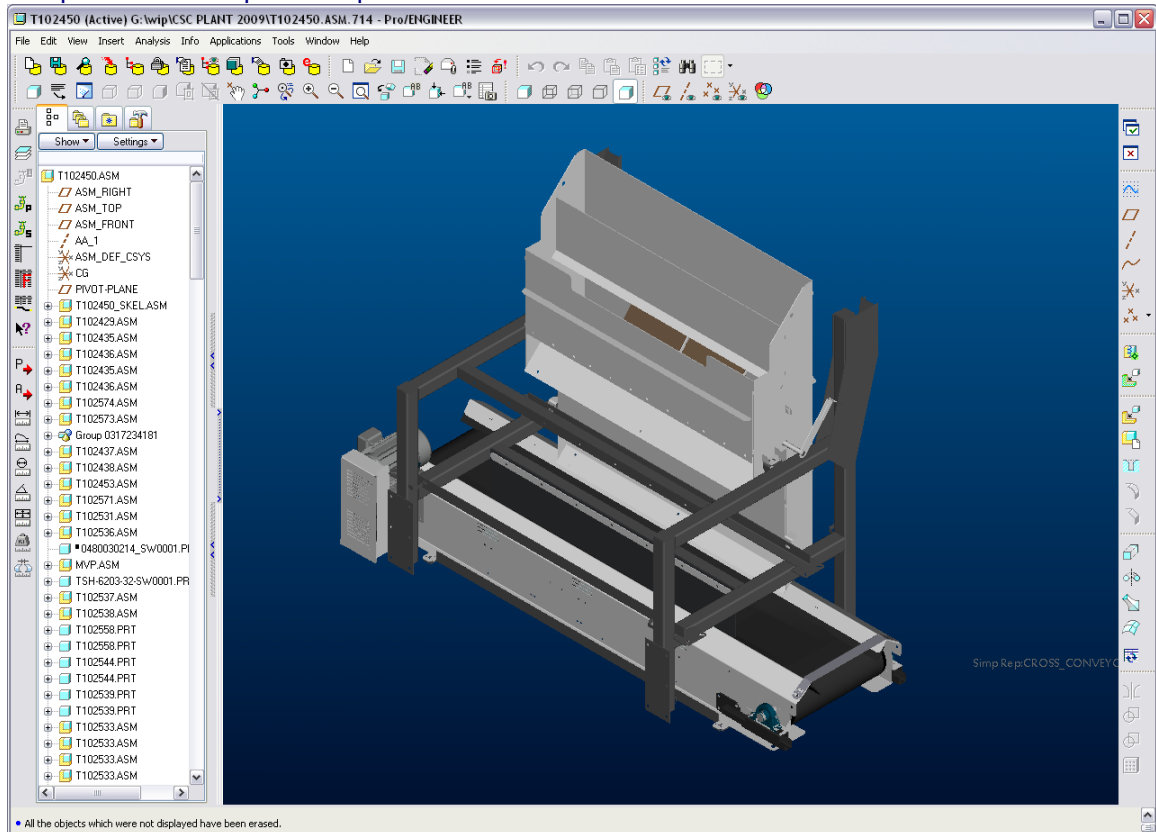 T102450 (Active) G:\wip\CSC PLANT 2009\T102450.ASM.714 - Pro/ENGINEER
File Edit View Insert Analysis Info Applications Tools Window Help
Show Settings
T102450.ASM
ASM_RIGHT
ASM_TOP
ASM_FRONT
AA_1
ASM_DEF_CSYS
CG
PIVOT-PLANE
T102450_SKEL.ASM
T102429.ASM
T102435.ASM
T102436.ASM
T102435.ASM
T102436.ASM
T102574.ASM
T102573.ASM
Group 0317234181
T102437.ASM
T102438.ASM
T102453.ASM
T102571.ASM
T102531.ASM
T102536.ASM
0480030214_SW0001.P
MVP.ASM
TSH-6203-32-SW0001.PR
T102537.ASM
T102538.ASM
T102558.PRT
T102558.PRT
T102544.PRT
T102544.PRT
T102539.PRT
T102539.PRT
T102533.ASM
T102533.ASM
T102533.ASM
T102533.ASM
Simp Rep:CROSS_CONVEYO
All the objects which were not displayed have been erased.